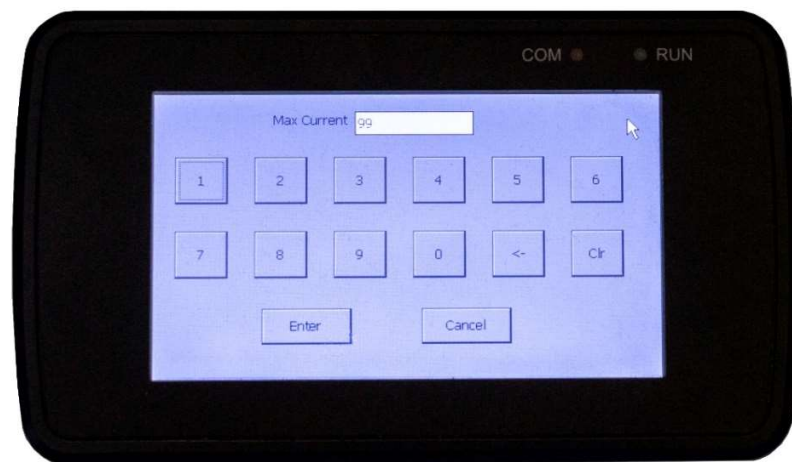 COM RUN
Max Current 99
1 2 3 4 5 6
7 8 9 0 <- Clr
Enter Cancel